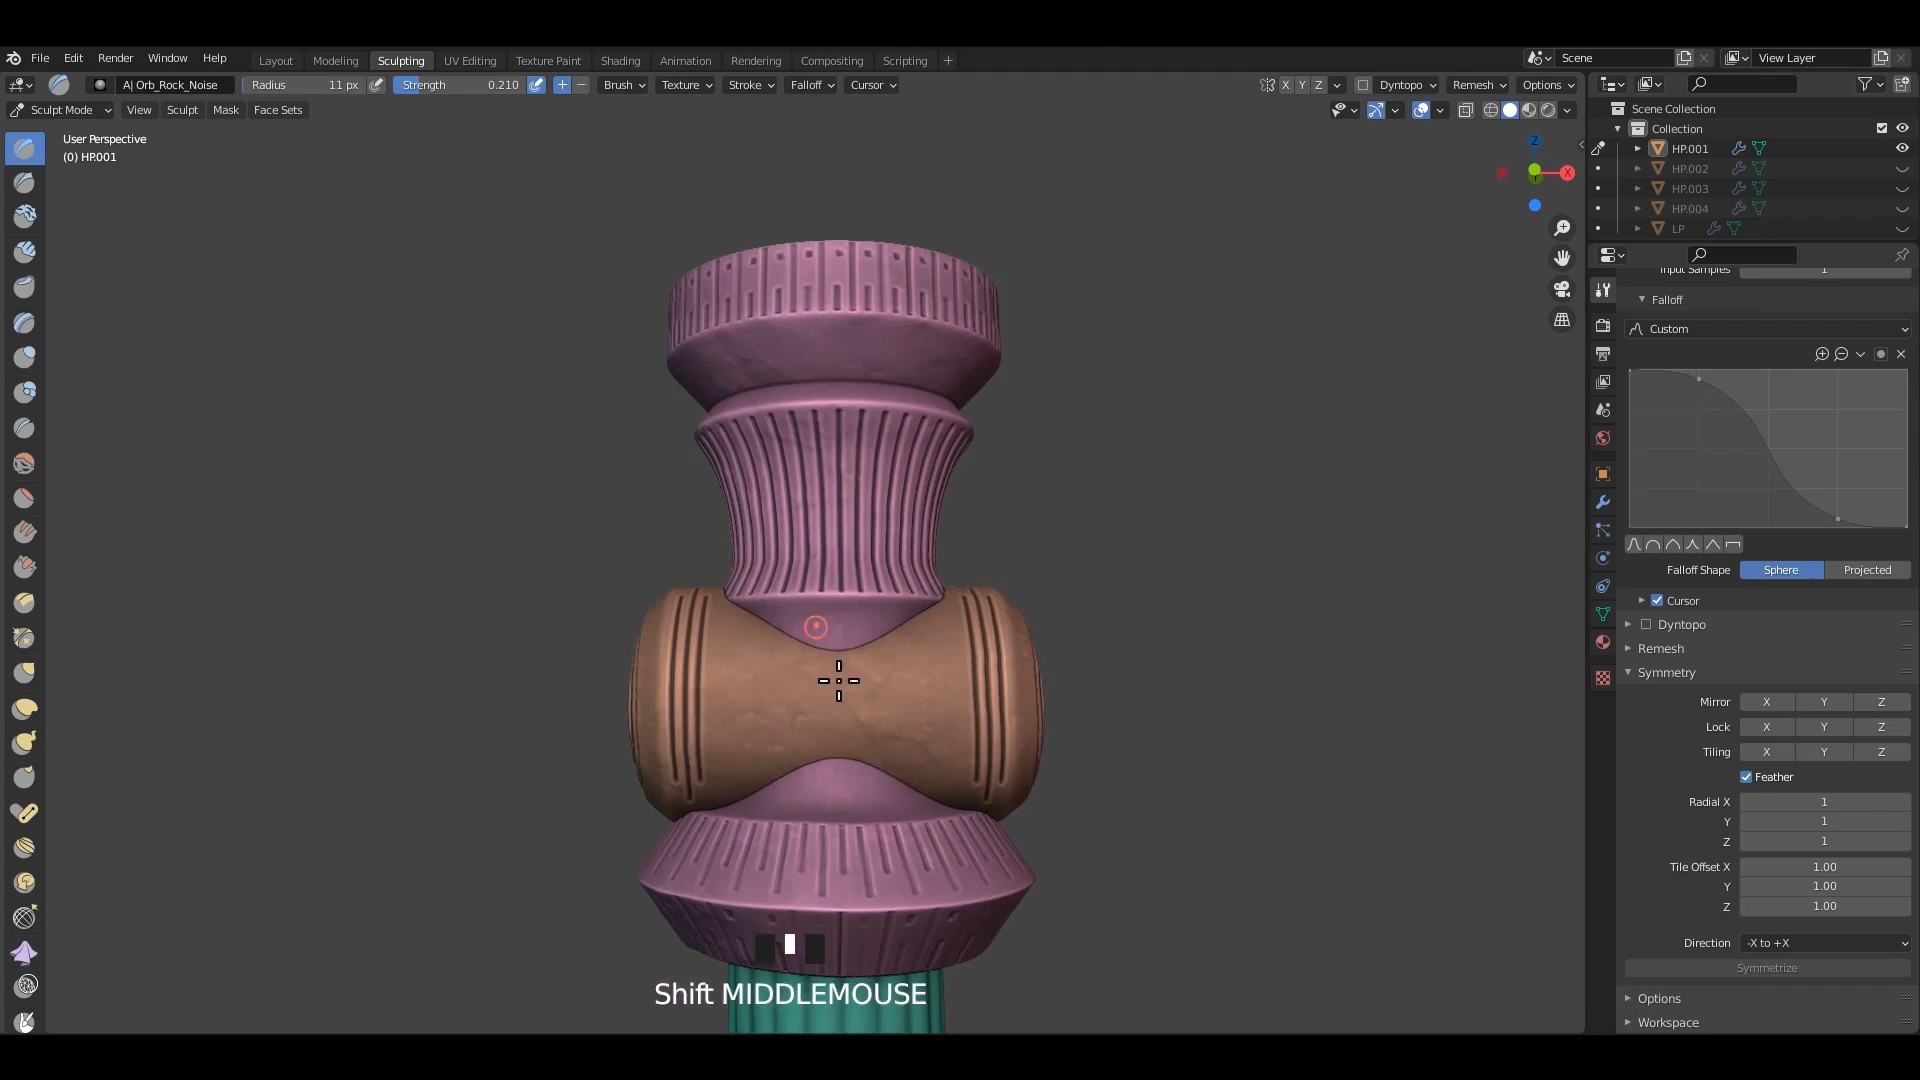 File Edit Render Window Help Layout Modeling Sculpting UV Editing Texture Paint Shading Animation Rendering Compositing Scripting + Scene View Layer
A| Orb_Rock_Noise Radius 11 px Strength 0.210 + − Brush Texture Stroke Falloff Cursor X Y Z Dyntopo Remesh Options
Sculpt Mode View Sculpt Mask Face Sets
User Perspective
(0) HP.001
Z
X
Scene Collection
Collection
HP.001
HP.002
HP.003
HP.004
LP
Input Samples 1
Falloff
Custom
Falloff Shape Sphere Projected
Cursor
Dyntopo
Remesh
Symmetry
Mirror X Y Z
Lock X Y Z
Tiling X Y Z
Feather
Radial X 1
Y 1
Z 1
Tile Offset X 1.00
Y 1.00
Z 1.00
Direction -X to +X
Symmetrize
Options
Workspace
Shift MIDDLEMOUSE